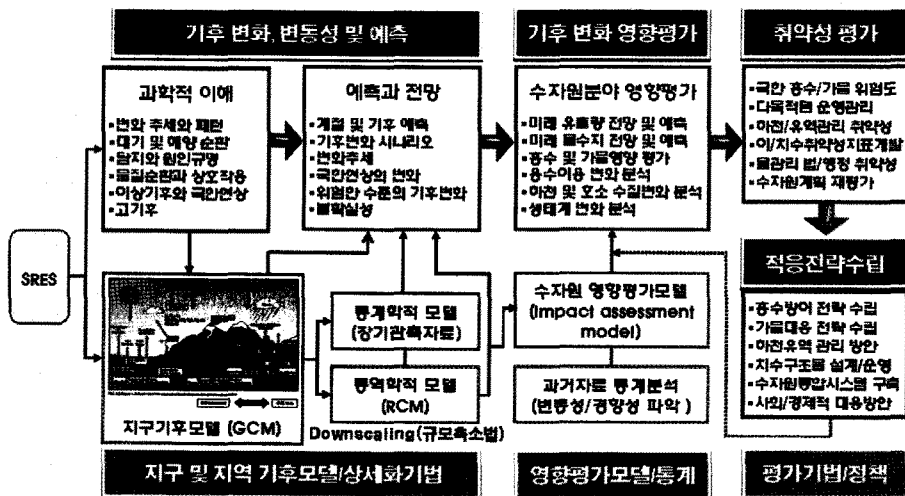 기후 변화, 변동성 및 예측
기후 변화 영향평가
취약성 평가
과학적 이해
▪변화 추세와 패턴
▪대기 및 해양 순환
▪탐지와 원인규명
▪물질순환과 상호작용
▪이상기후와 극한현상
▪고기후
예측과 전망
▪계절 및 기후 예측
▪기후변화 시나리오
▪변화추세
▪극한현상의 변화
▪위험한 수준의 기후변화
▪불확실성
수자원분야 영향평가
▪미래 유출량 전망 및 예측
▪미래 물수지 전망 및 예측
▪홍수 및 가뭄영향 평가
▪용수이용 변화 분석
▪하천 및 호소 수질변화 분석
▪생태계 변화 분석
▪극한 홍수/가뭄 위험도
▪다목적댐 운영관리
▪하천/유역관리 취약성
▪이/치수취약성지표개발
▪물관리 법/행정 취약성
▪수자원계획 재평가
SRES
지구기후모델 (GCM)
통계학적 모델
(장기관측자료)
동역학적 모델
(RCM)
Downscaling(규모축소법)
수자원 영향평가모델
(Impact assessment
model)
과거자료 통계분석
(변동성/경향성 파악 )
적응전략수립
▪홍수방어 전략 수립
▪가뭄대응 전략 수립
▪하천유역 관리 방안
▪치수구조물 설계/운영
▪수자원통합시스템 구축
▪사회/경제적 대응방안
지구 및 지역 기후모델/상세화기법
영향평가모델/통계
평가기법/정책